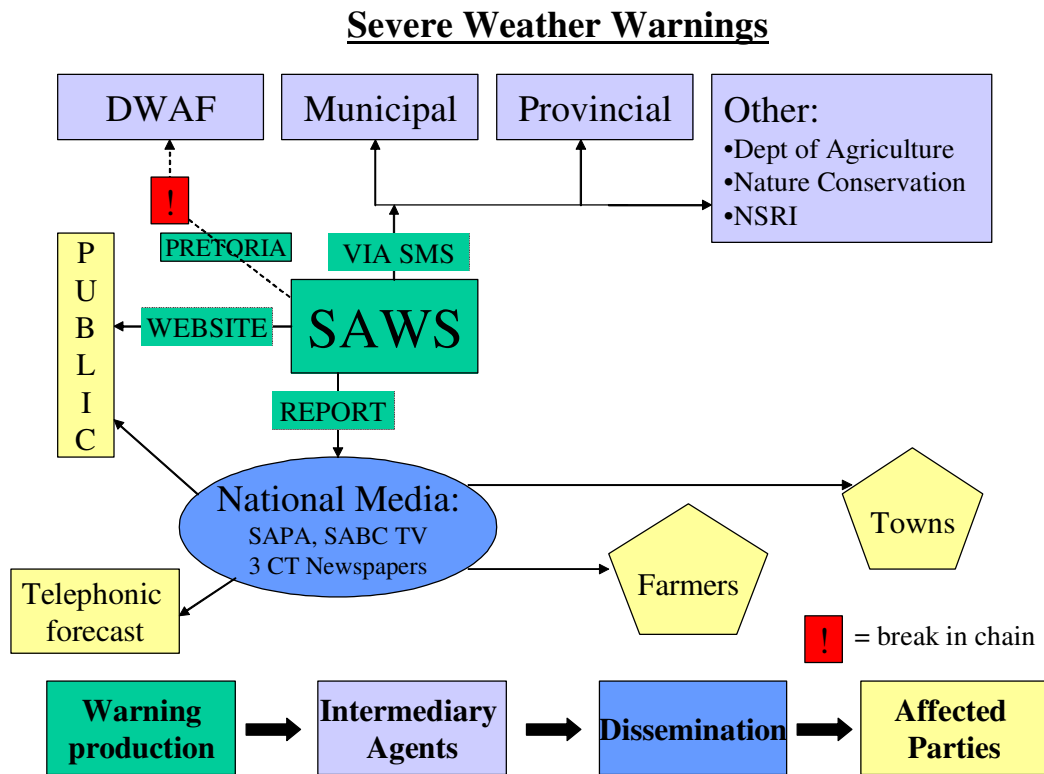 Severe Weather Warnings
DWAF
Municipal
Provincial
Other:
•Dept of Agriculture
•Nature Conservation
•NSRI
!
PRETORIA
VIA SMS
P
U
B
L
I
C
WEBSITE
SAWS
REPORT
National Media:
SAPA, SABC TV
3 CT Newspapers
Towns
Farmers
Telephonic
forecast
! = break in chain
Warning
production
Intermediary
Agents
Dissemination
Affected
Parties